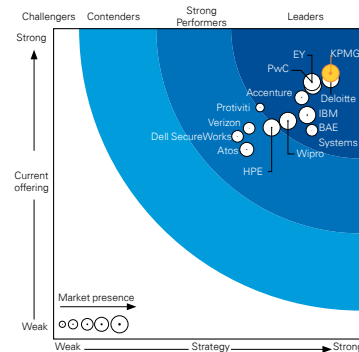 Challengers Contenders Strong Performers Leaders
Strong
EY KPMG
PwC
Accenture Deloitte
Protiviti IBM
Verizon BAE
Dell SecureWorks Systems
Atos Wipro
HPE
Current offering
Market presence
Weak
Weak Strategy Strong